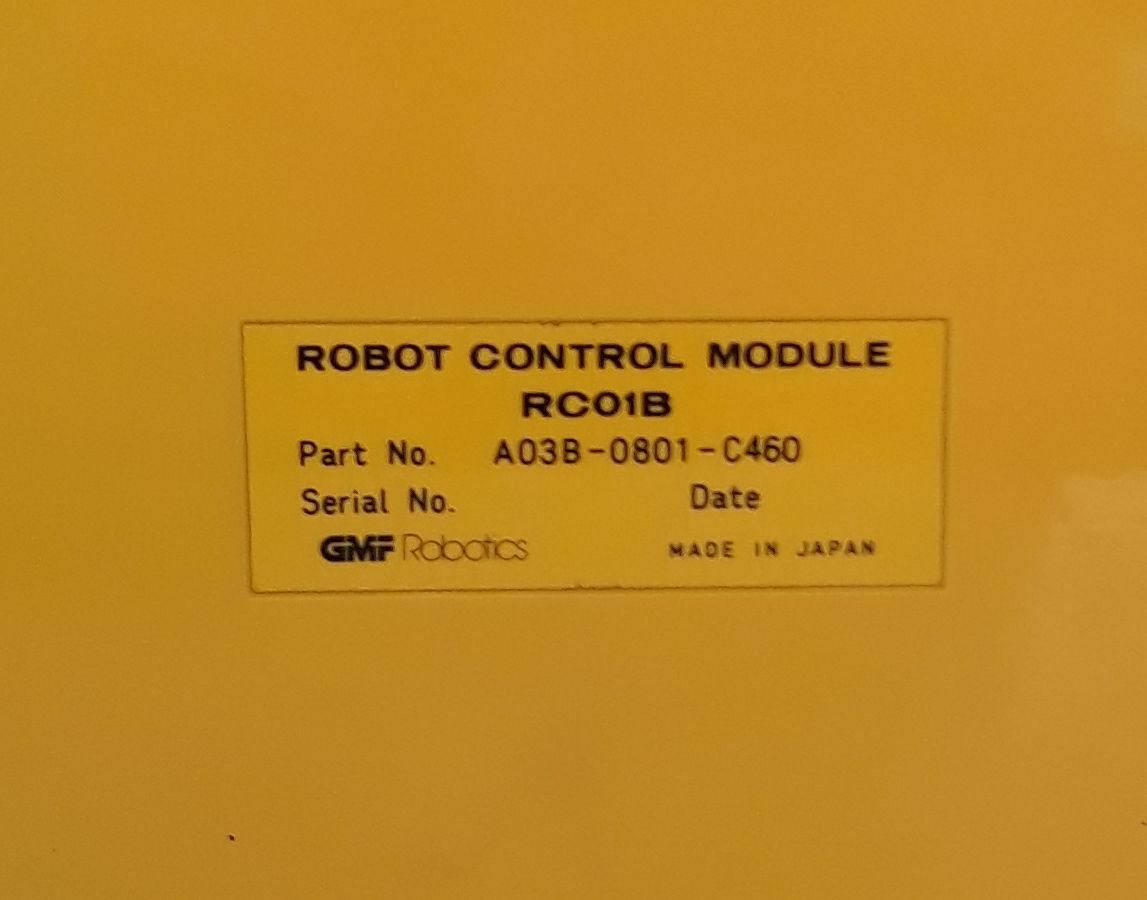 ROBOT CONTROL MODULE
RC01B
Part No. A03B-0801-C460
Serial No. Date
GMF Robotics MADE IN JAPAN